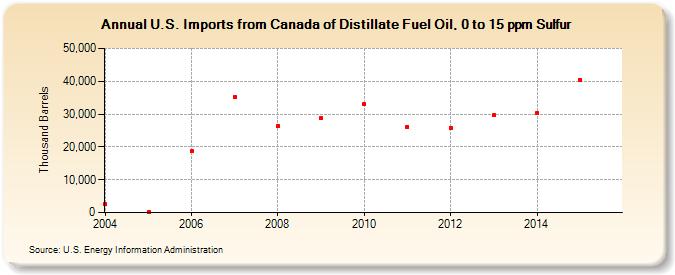 Annual U.S. Imports from Canada of Distillate Fuel Oil, 0 to 15 ppm Sulfur
Thousand Barrels
50,000
40,000
30,000
20,000
10,000
0
2004 2006 2008 2010 2012 2014
Source: U.S. Energy Information Administration